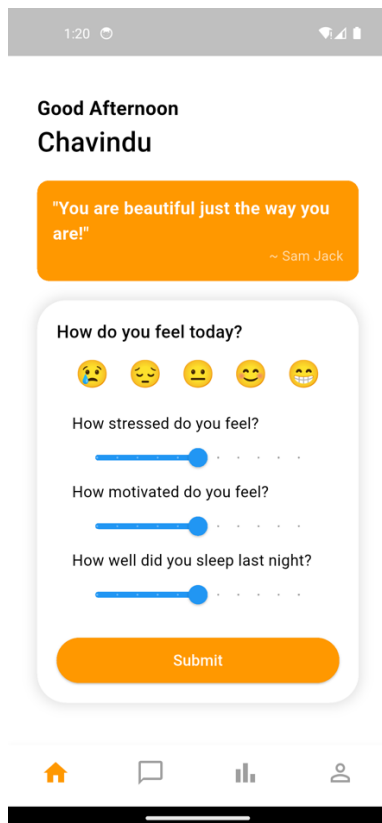 1:20
Good Afternoon
Chavindu
"You are beautiful just the way you
are!"
~ Sam Jack
How do you feel today?
How stressed do you feel?
How motivated do you feel?
How well did you sleep last night?
Submit